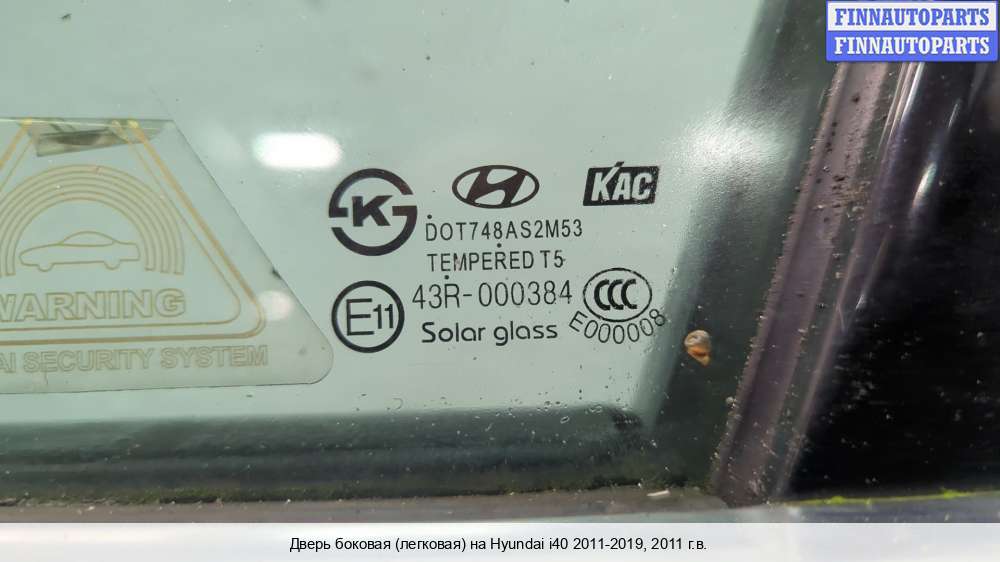 FINNAUTOPARTS
FINNAUTOPARTS
K
H
KAC
DOT748AS2M53
TEMPERED T5
E11
43R-000384
CCC
Solar glass
E000008
WARNING
AI SECURITY SYSTEM
Дверь боковая (легковая) на Hyundai i40 2011-2019, 2011 г.в.